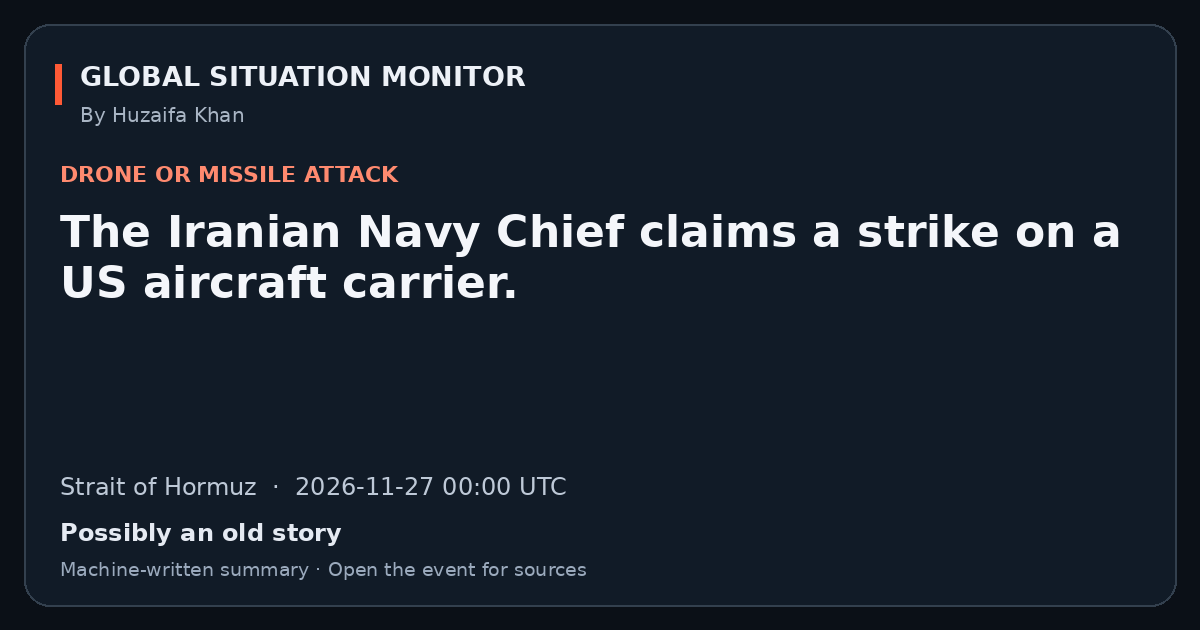 GLOBAL SITUATION MONITOR
By Huzaifa Khan
DRONE OR MISSILE ATTACK
The Iranian Navy Chief claims a strike on a
US aircraft carrier.
Strait of Hormuz · 2026-11-27 00:00 UTC
Possibly an old story
Machine-written summary · Open the event for sources